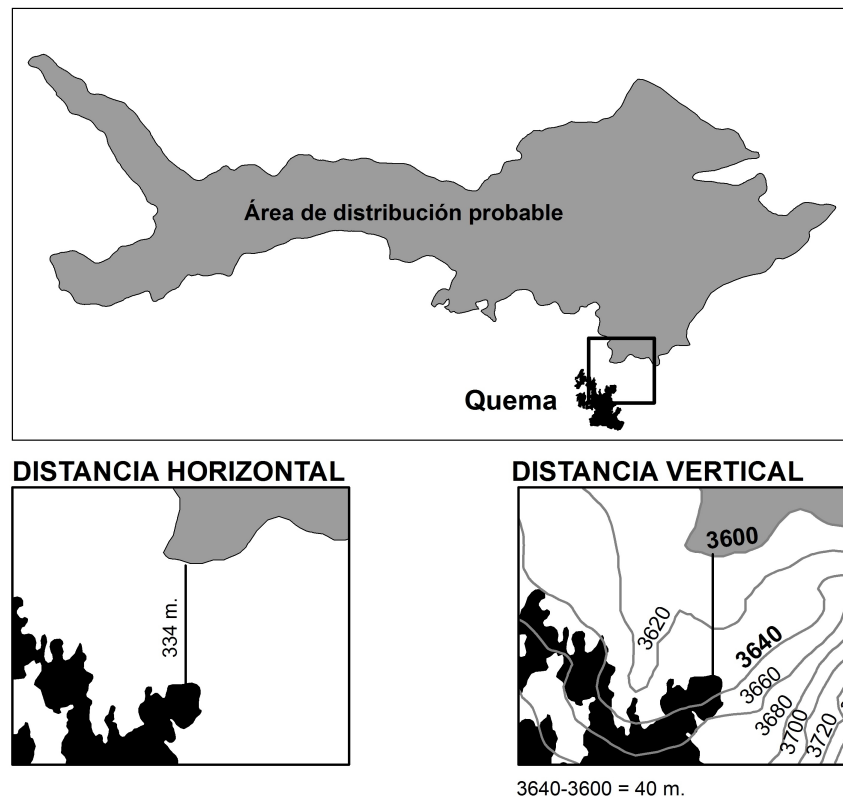 Área de distribución probable
Quema
DISTANCIA HORIZONTAL
334 m.
DISTANCIA VERTICAL
3600
3620
3640
3660
3680
3700
3720
3640-3600 = 40 m.